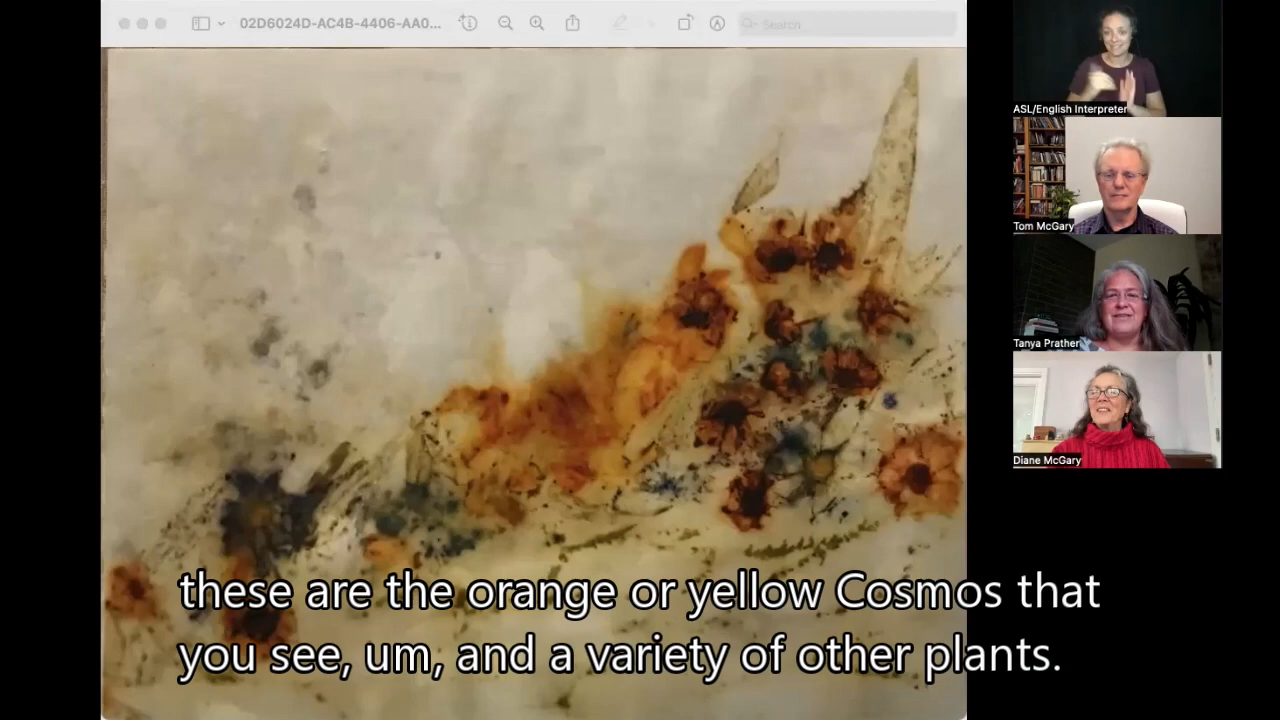 02D6024D-AC4B-4406-AA0...
Search
ASL/English Interpreter
Tom McGary
Tanya Prather
Diane McGary
these are the orange or yellow Cosmos that
you see, um, and a variety of other plants.